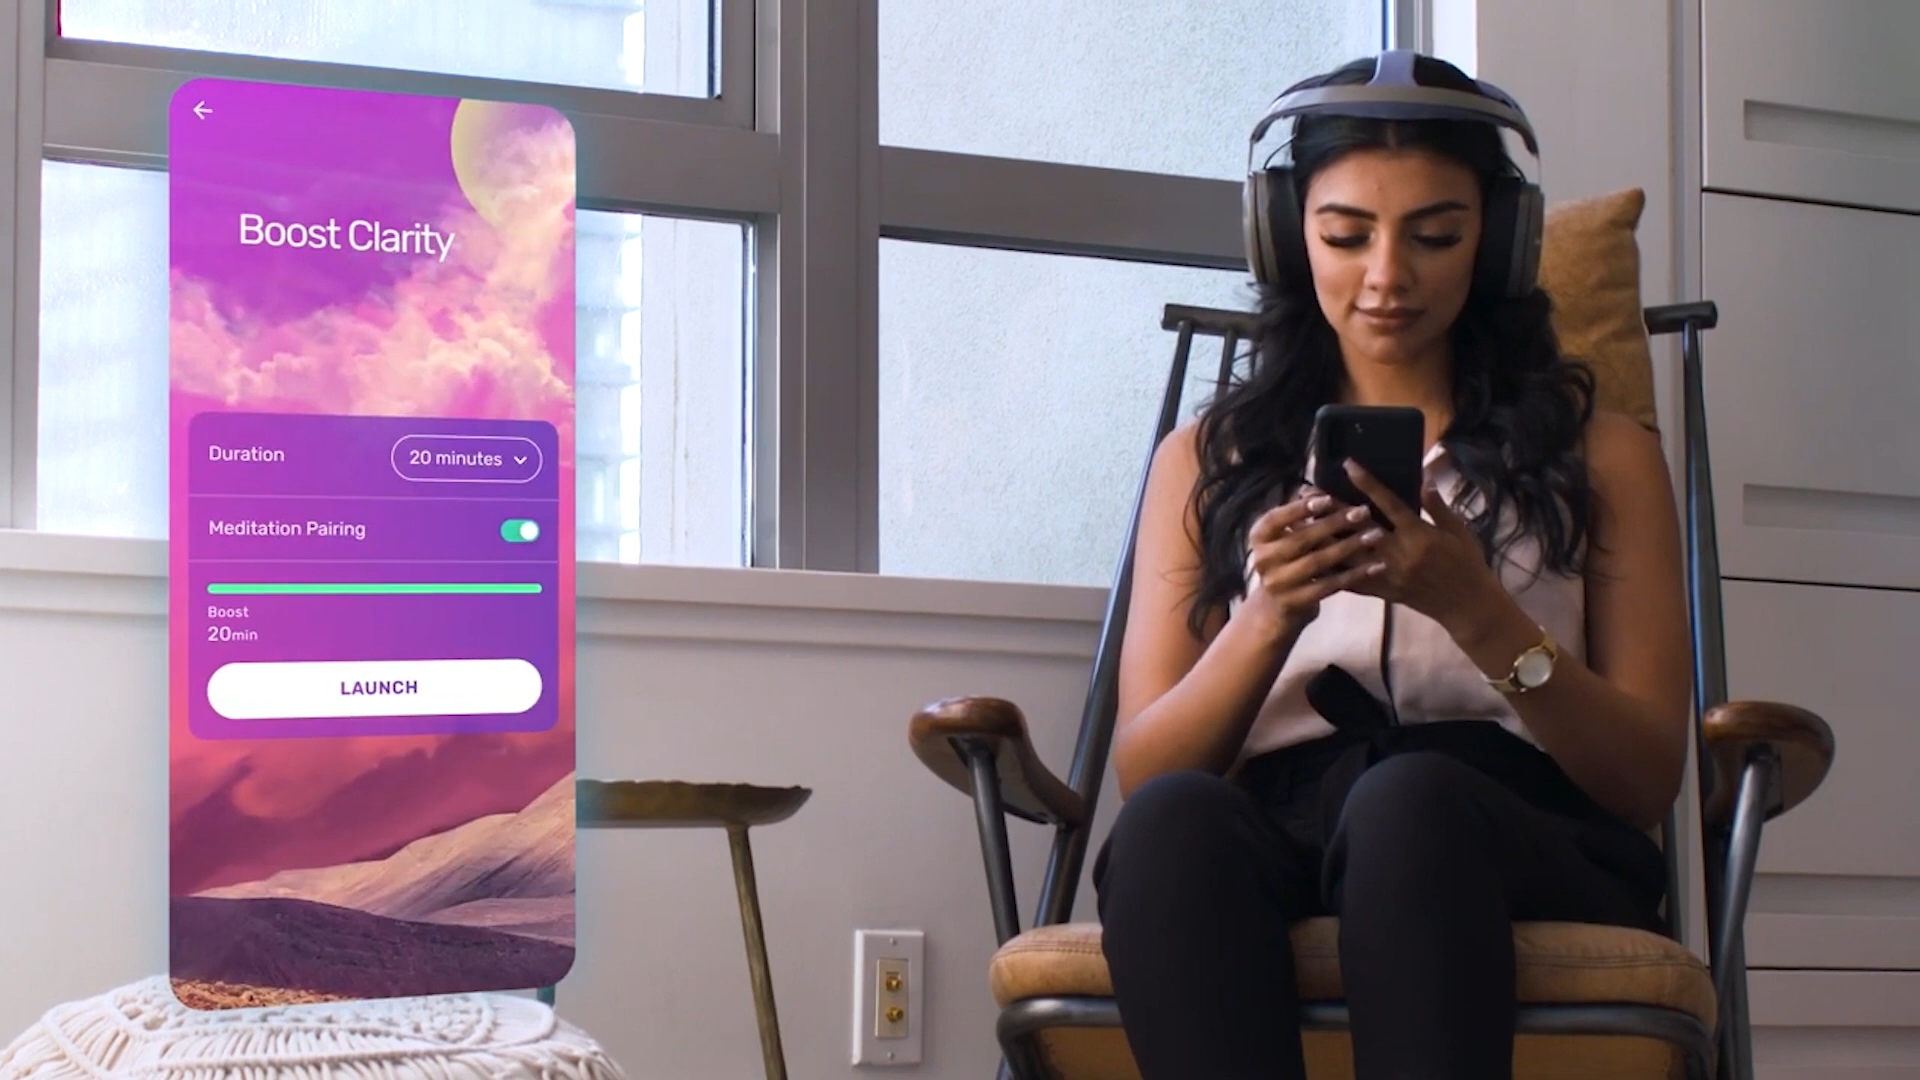 Boost Clarity
Duration
20 minutes
Meditation Pairing
Boost
20min
LAUNCH